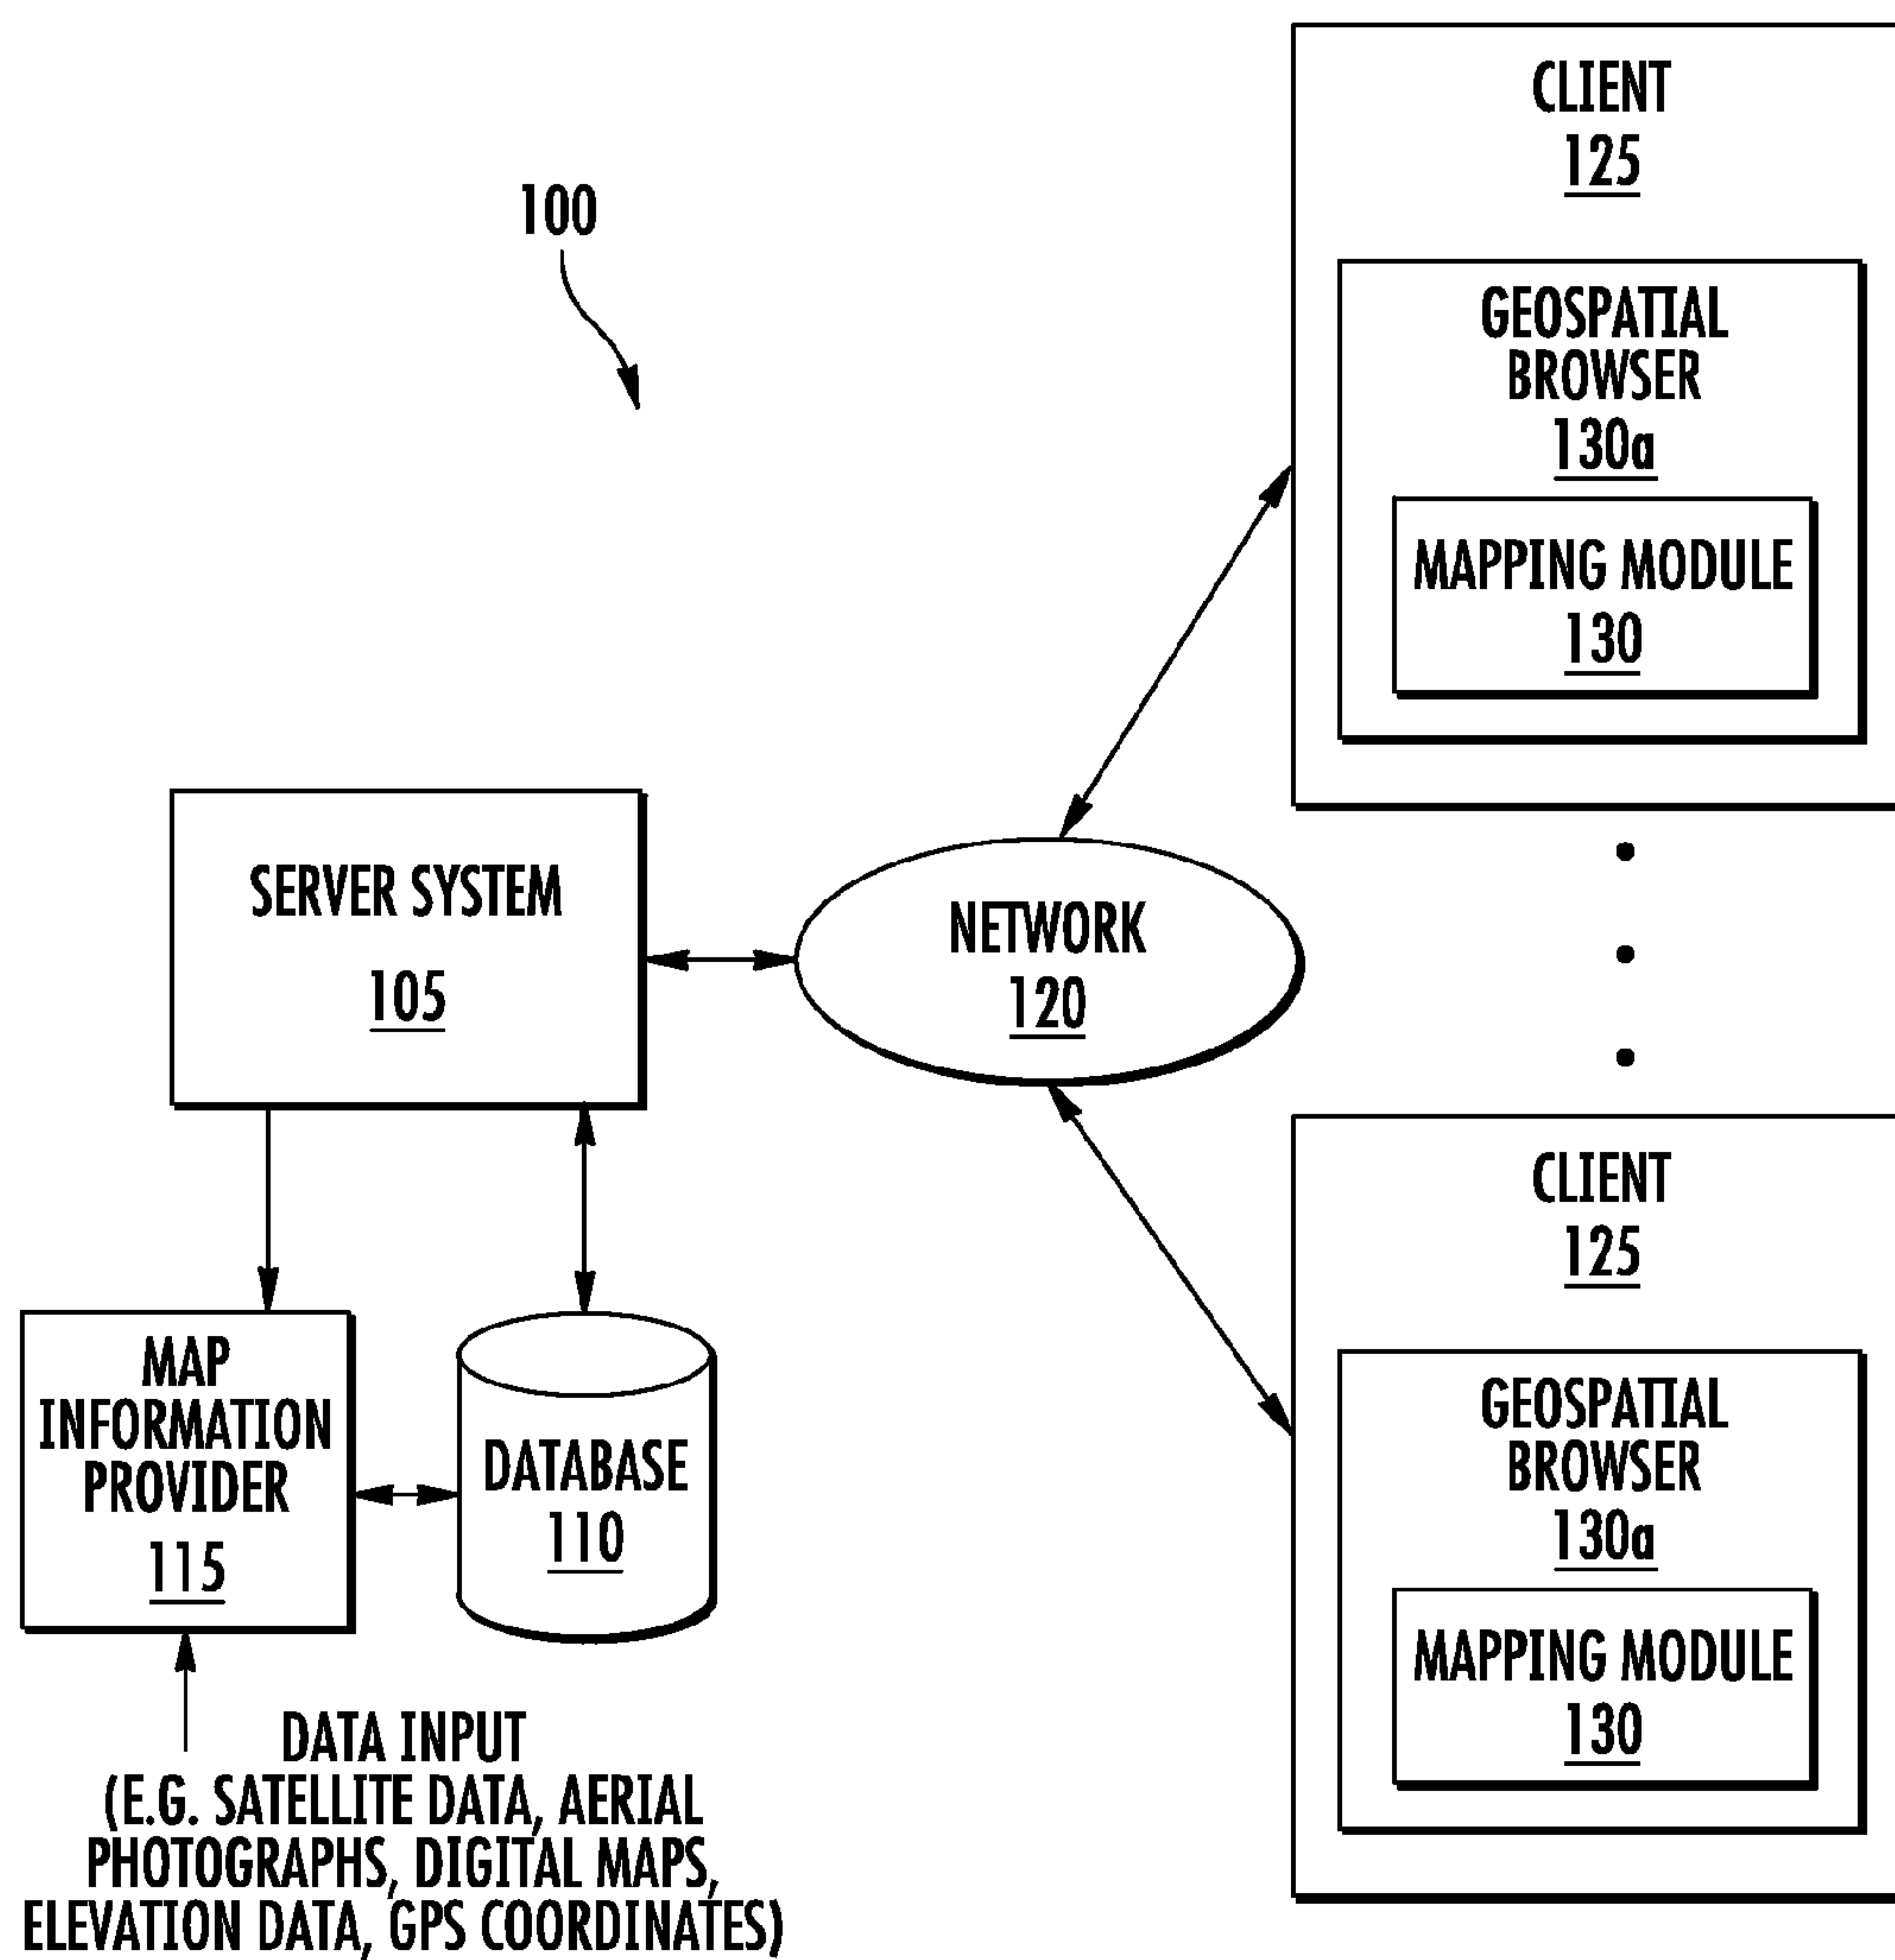 100
CLIENT
125
GEOSPATIAL
BROWSER
130a
MAPPING MODULE
130
SERVER SYSTEM
105
NETWORK
120
CLIENT
125
GEOSPATIAL
BROWSER
130a
MAPPING MODULE
130
MAP
INFORMATION
PROVIDER
115
DATABASE
110
DATA INPUT
(E.G. SATELLITE DATA, AERIAL
PHOTOGRAPHS, DIGITAL MAPS,
ELEVATION DATA, GPS COORDINATES)